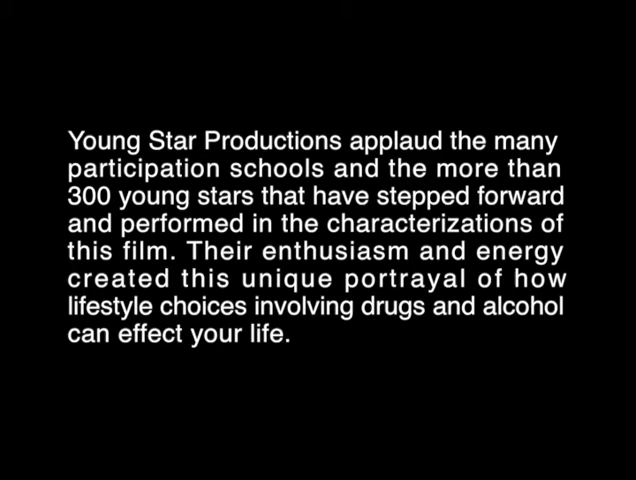 Young Star Productions applaud the many
participation schools and the more than
300 young stars that have stepped forward
and performed in the characterizations of
this film. Their enthusiasm and energy
created this unique portrayal of how
lifestyle choices involving drugs and alcohol
can effect your life.